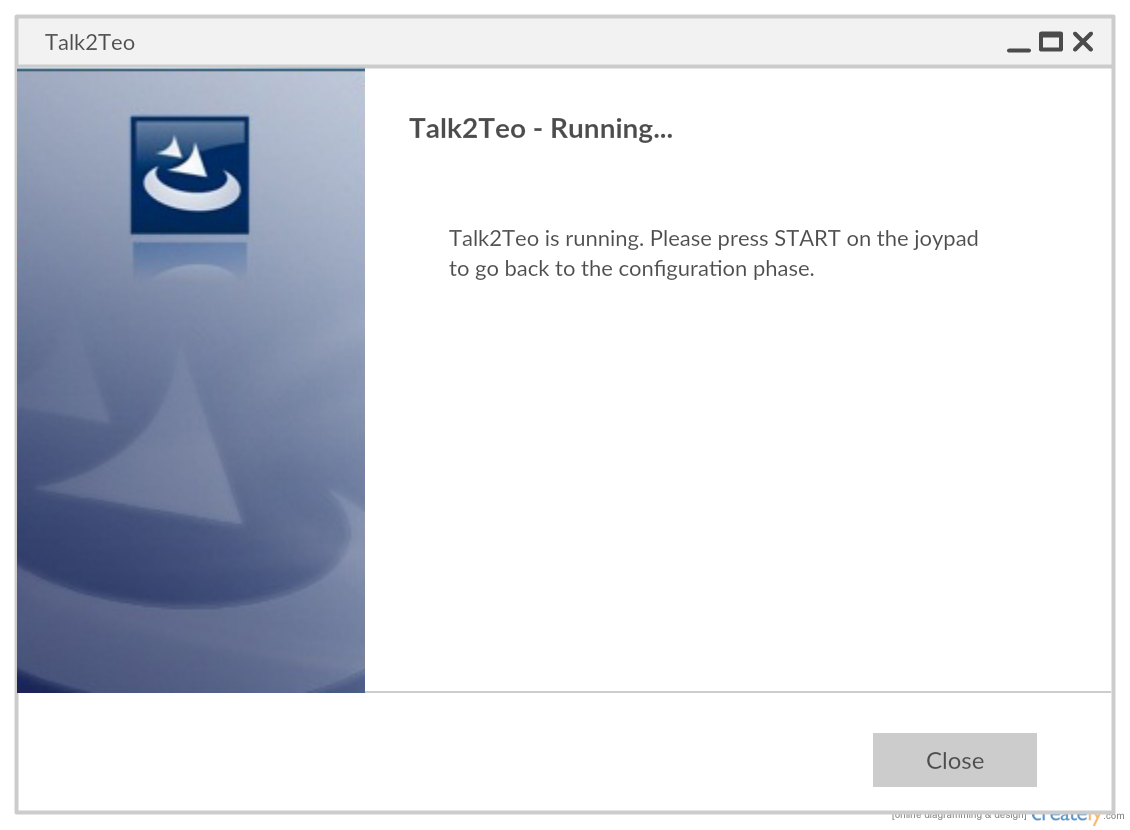 Talk2Teo
Talk2Teo - Running...
Talk2Teo is running. Please press START on the joypad
to go back to the configuration phase.
Close
[online diagramming & design] creately.com